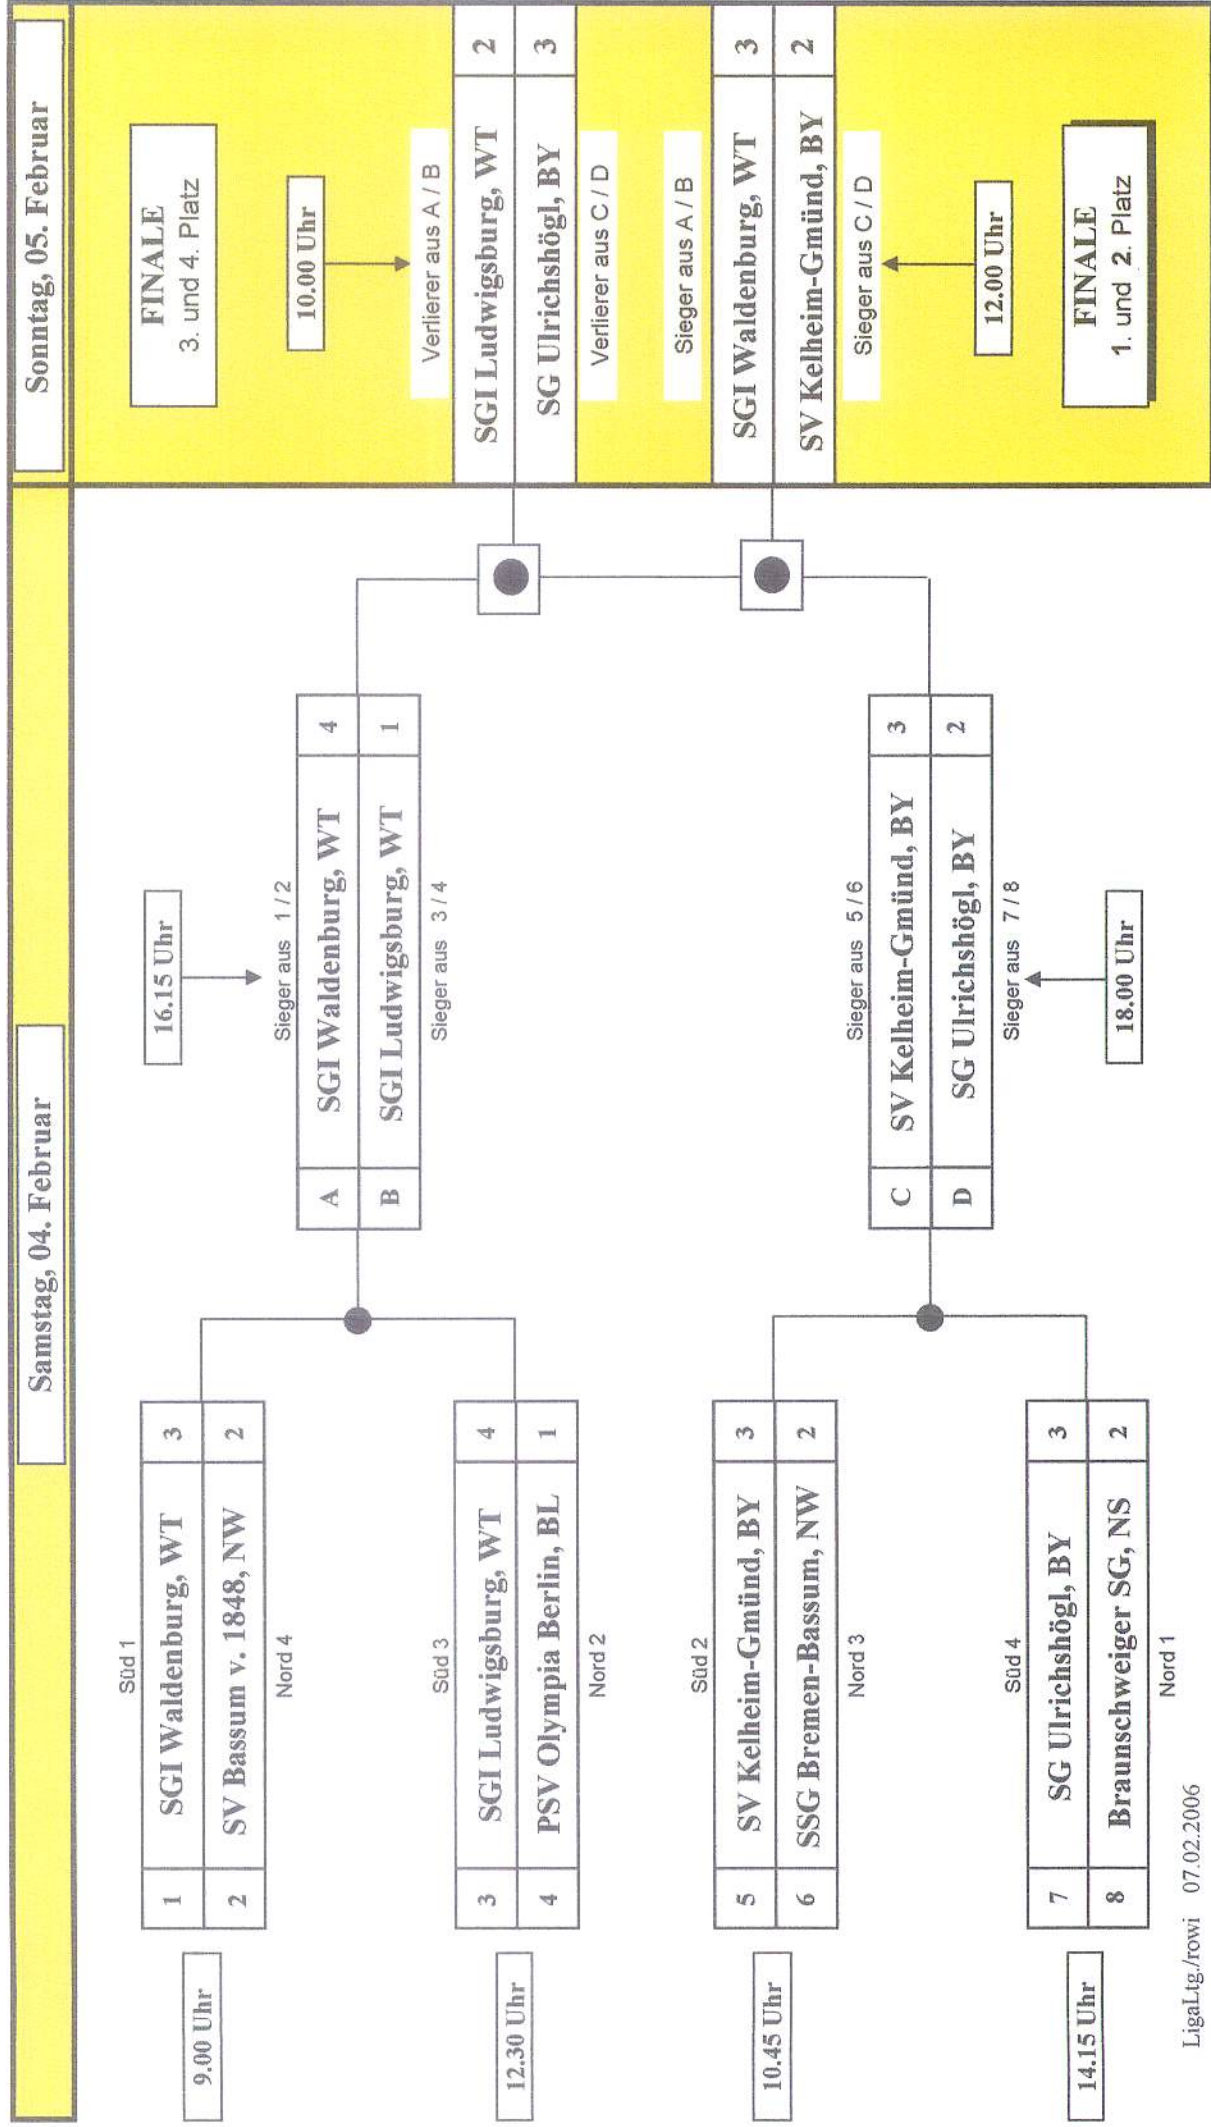 Samstag, 04. Februar
Sonntag, 05. Februar
9.00 Uhr
Süd 1
1 SGI Waldenburg, WT 3
2 SV Bassum v. 1848, NW 2
Nord 4
12.30 Uhr
Süd 3
3 SGI Ludwigsburg, WT 4
4 PSV Olympia Berlin, BL 1
Nord 2
10.45 Uhr
Süd 2
5 SV Kelheim-Gmünd, BY 3
6 SSG Bremen-Bassum, NW 2
Nord 3
14.15 Uhr
Süd 4
7 SG Ulrichshögl, BY 3
8 Braunschweiger SG, NS 2
Nord 1
16.15 Uhr
Sieger aus 1 / 2
A SGI Waldenburg, WT 4
B SGI Ludwigsburg, WT 1
Sieger aus 3 / 4
Sieger aus 5 / 6
C SV Kelheim-Gmünd, BY 3
D SG Ulrichshögl, BY 2
Sieger aus 7 / 8
18.00 Uhr
FINALE
3. und 4. Platz
10.00 Uhr
Verlierer aus A / B
SGI Ludwigsburg, WT 2
SG Ulrichshögl, BY 3
Verlierer aus C / D
Sieger aus A / B
SGI Waldenburg, WT 3
SV Kelheim-Gmünd, BY 2
Sieger aus C / D
12.00 Uhr
FINALE
1. und 2. Platz
LigaLtg./rowi 07.02.2006